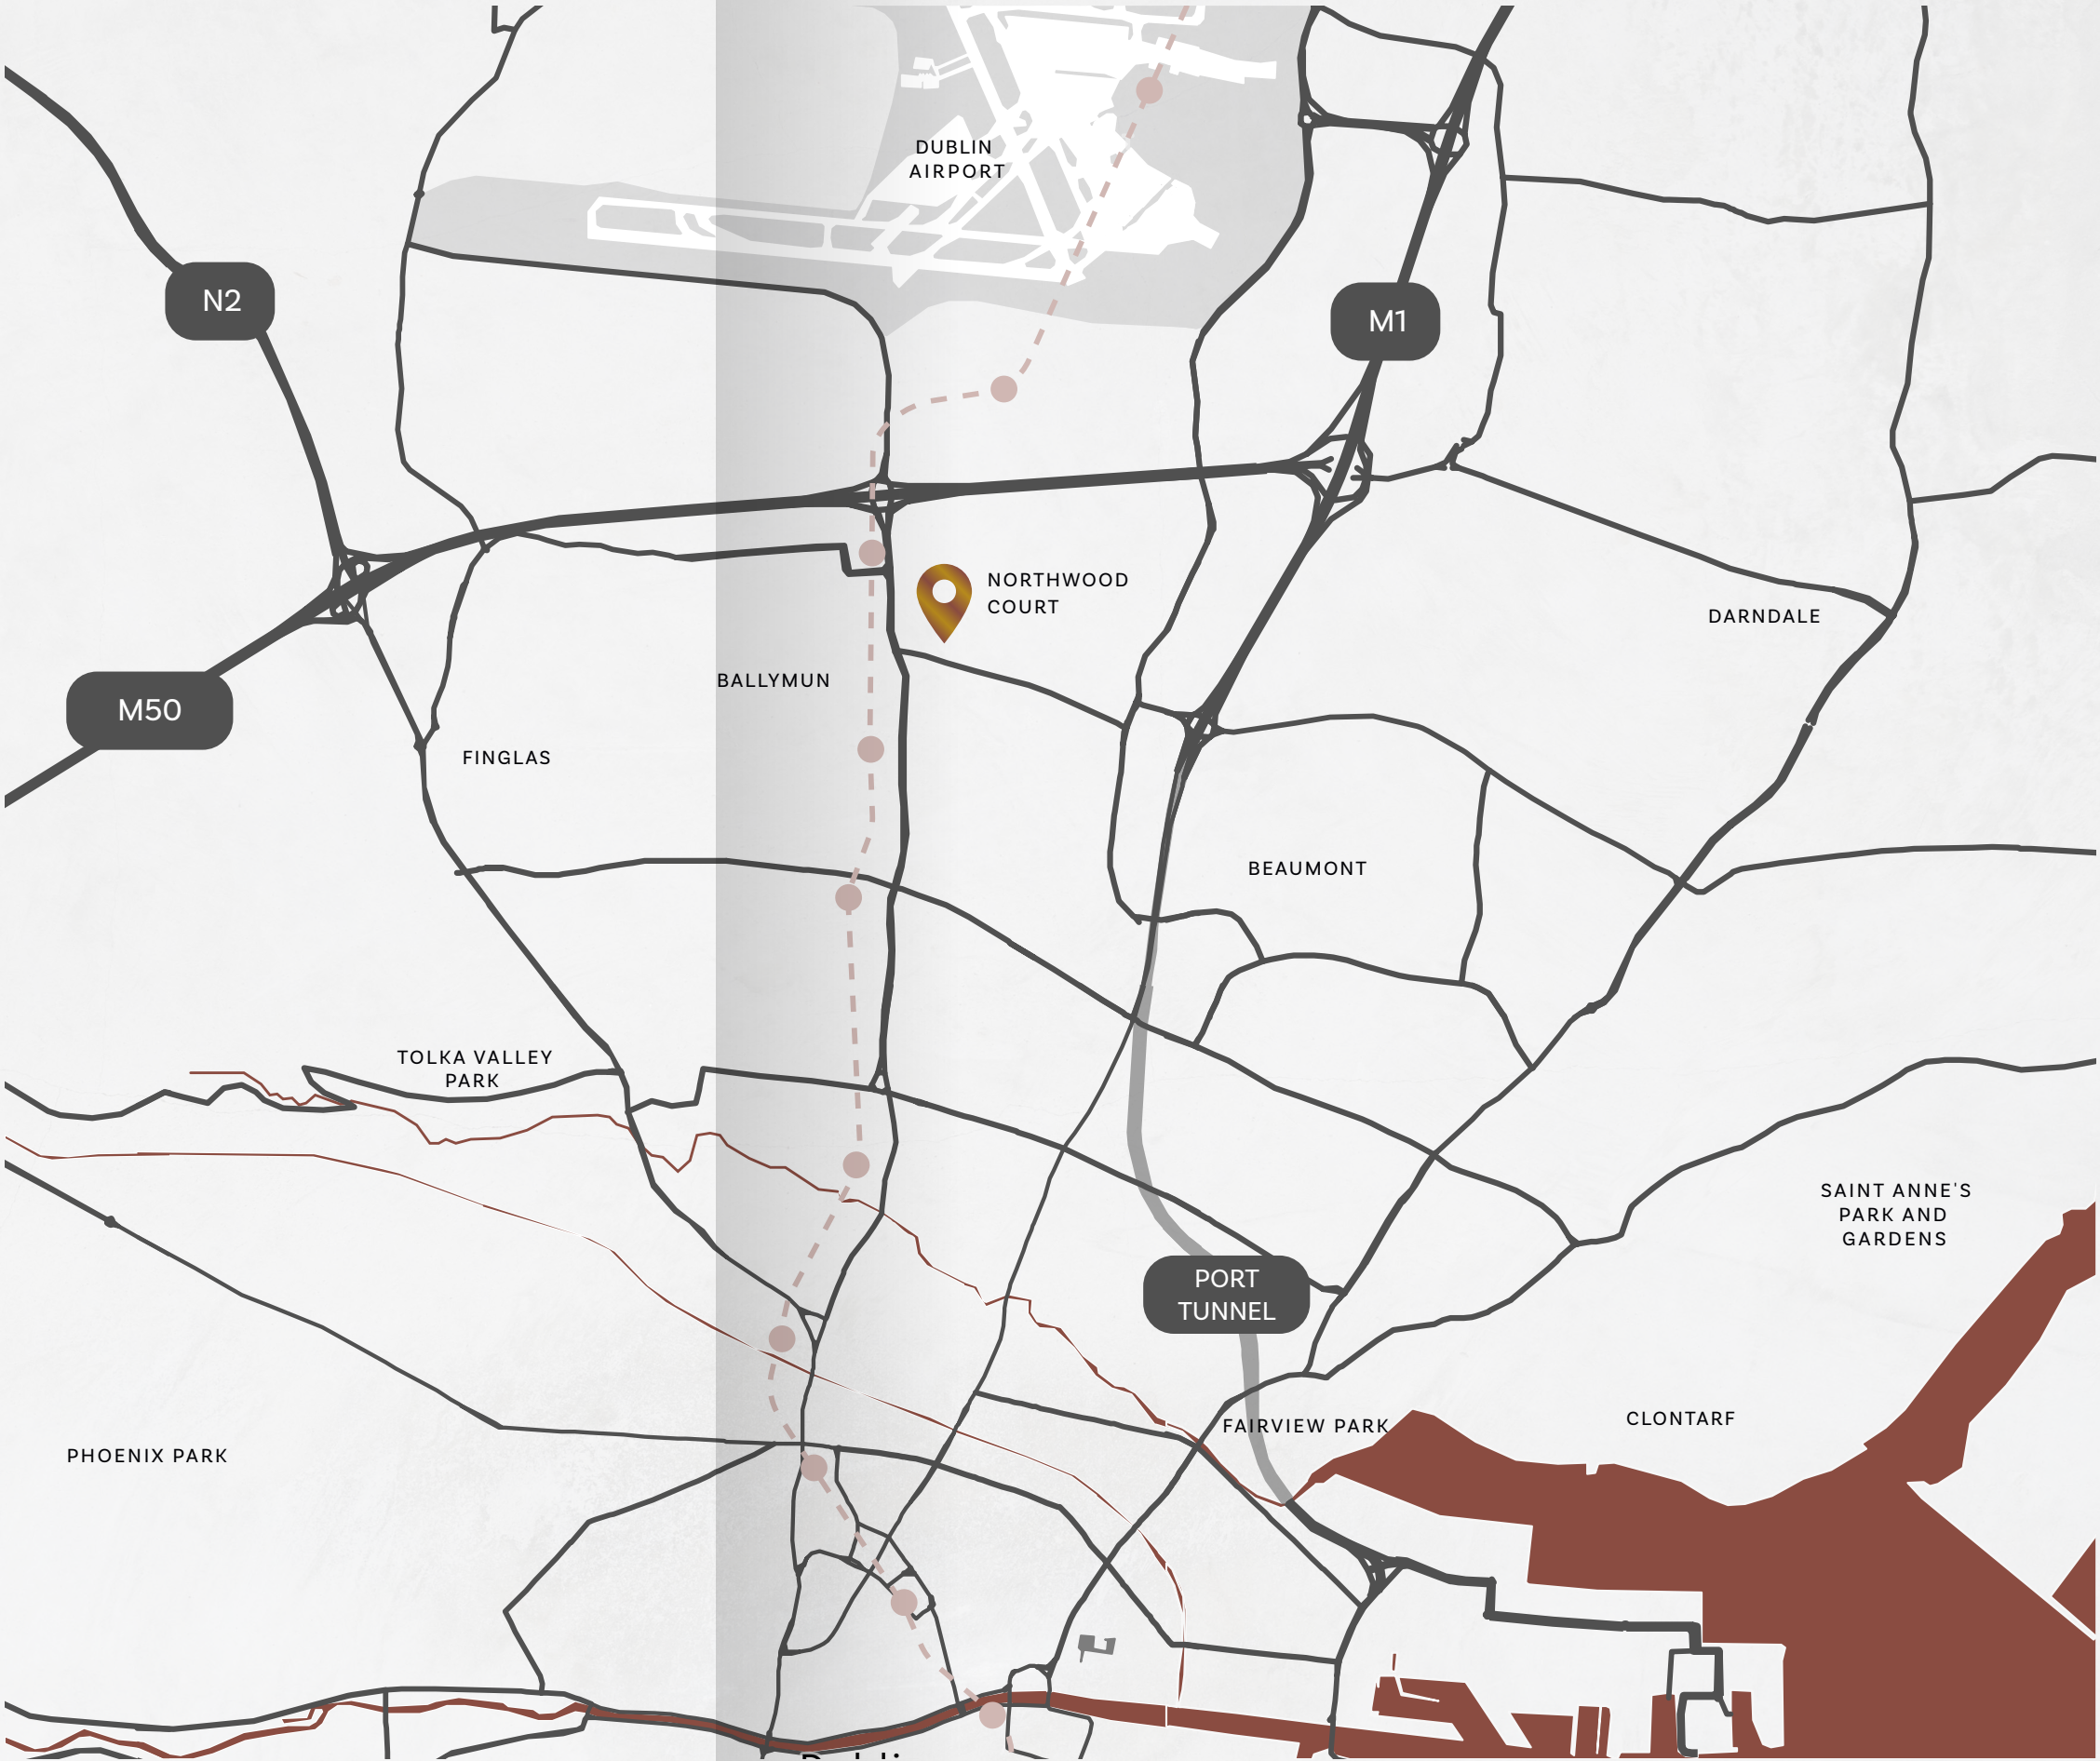 DUBLIN
AIRPORT
N2
M1
NORTHWOOD
COURT
DARNDALE
BALLYMUN
M50
FINGLAS
BEAUMONT
TOLKA VALLEY
PARK
SAINT ANNE'S
PARK AND
GARDENS
PORT
TUNNEL
CLONTARF
FAIRVIEW PARK
PHOENIX PARK